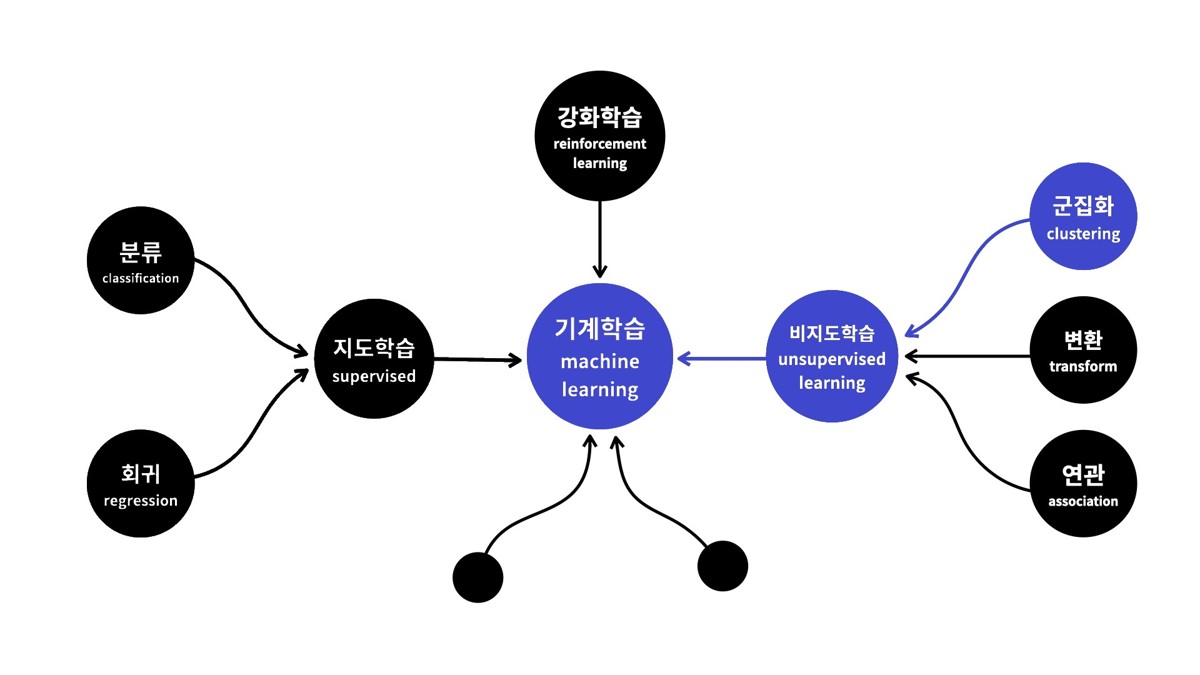 강화학습
reinforcement
learning
분류
classification
회귀
regression
지도학습
supervised
기계학습
machine
learning
비지도학습
unsupervised
learning
군집화
clustering
변환
transform
연관
association